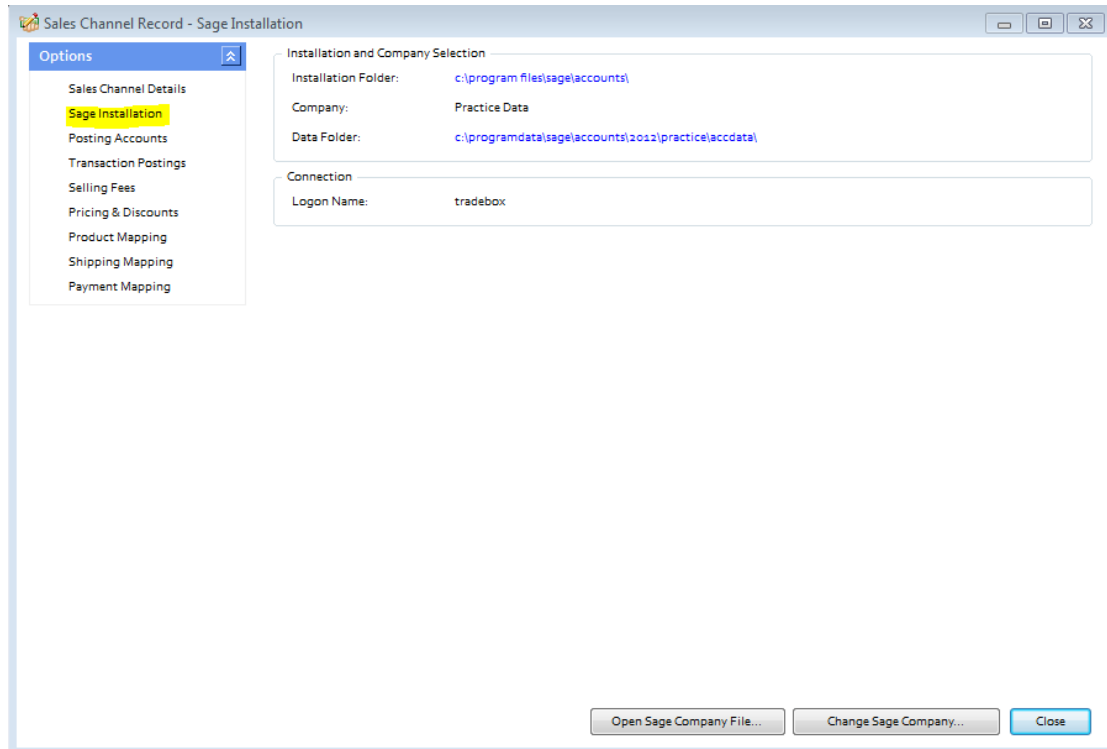 Sales Channel Record - Sage Installation
Options
Sales Channel Details
Sage Installation
Posting Accounts
Transaction Postings
Selling Fees
Pricing & Discounts
Product Mapping
Shipping Mapping
Payment Mapping
Installation and Company Selection
Installation Folder: c:\program files\sage\accounts\
Company: Practice Data
Data Folder: c:\programdata\sage\accounts\2012\practice\accdata\
Connection
Logon Name: tradebox
Open Sage Company File... Change Sage Company... Close